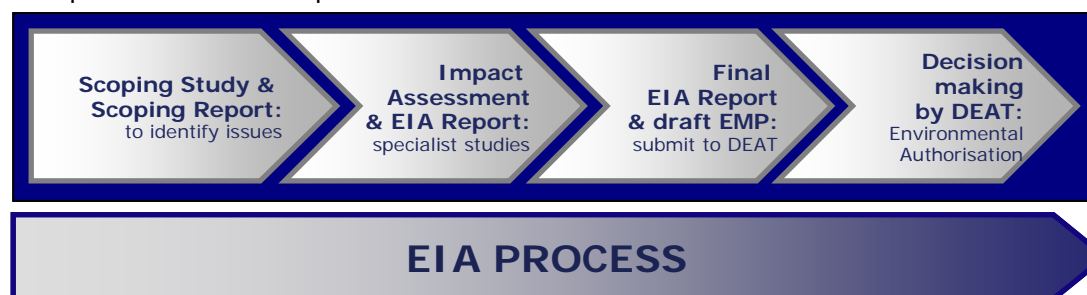 Scoping Study &
Scoping Report:
to identify issues
Impact
Assessment
& EIA Report:
specialist studies
Final
EIA Report
& draft EMP:
submit to DEAT
Decision
making
by DEAT:
Environmental
Authorisation
EIA PROCESS